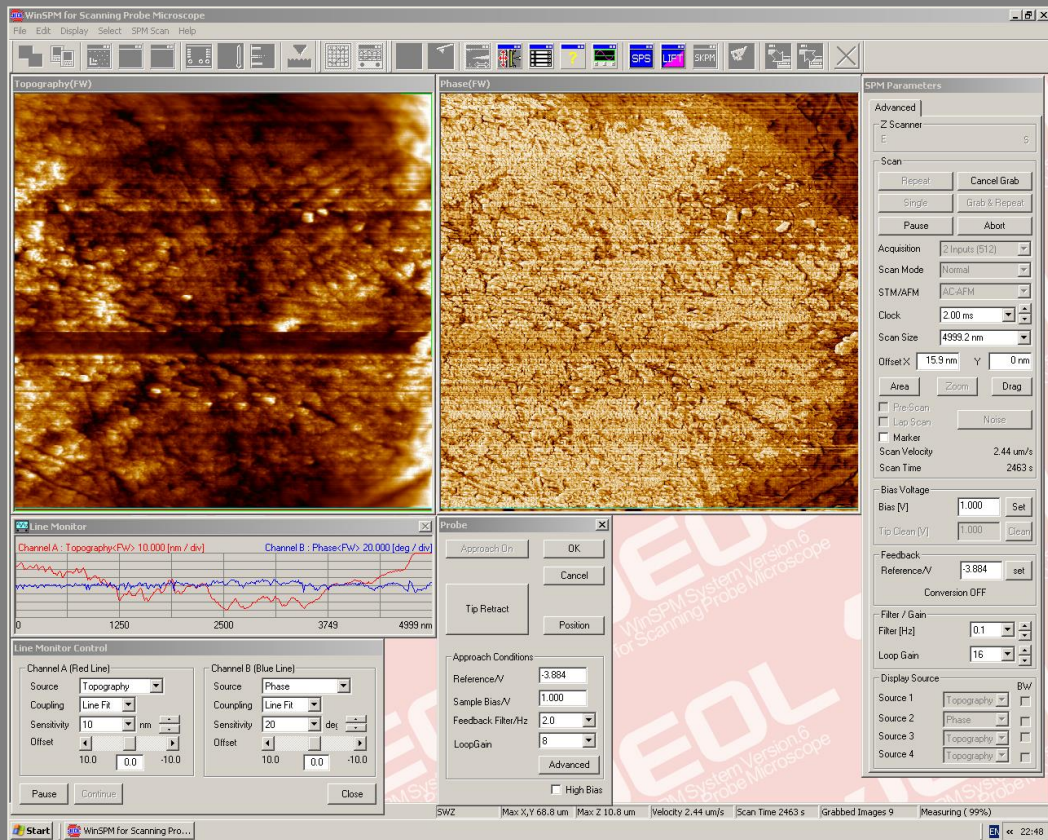 WinSPM for Scanning Probe Microscope
File Edit Display Select SPM Scan Help
SPS LIFT SKPM
Topography(FW)
Phase(FW)
SPM Parameters
Advanced
Z Scanner
E S
Scan
Repeat Cancel Grab
Single Grab & Repeat
Pause Abort
Acquisition 2 Inputs (512)
Scan Mode Normal
STM/AFM AC-AFM
Clock 2.00 ms
Scan Size 4999.2 nm
Offset X 15.9 nm Y 0 nm
Area Zoom Drag
Pre-Scan
Lap Scan
Noise
Marker
Scan Velocity 2.44 um/s
Scan Time 2463 s
Bias Voltage
Bias [V] 1.000 Set
Tip Clean [V] 1.000 Clean
Feedback
Reference/V -3.884 set
Conversion OFF
Filter / Gain
Filter [Hz] 0.1
Loop Gain 16
Display Source
BW
Source 1 Topography
Source 2 Phase
Source 3 Topography
Source 4 Topography
Line Monitor
Channel A : Topography<FW> 10.000 [nm / div] Channel B : Phase<FW> 20.000 [deg / div]
0 1250 2500 3749 4999 nm
Line Monitor Control
Channel A (Red Line)
Source Topography
Coupling Line Fit
Sensitivity 10 nm
Offset
10.0 0.0 -10.0
Channel B (Blue Line)
Source Phase
Counpling Line Fit
Sensitivity 20 deg
Offset
10.0 0.0 -10.0
Pause Continue Close
Probe
Approach On OK
Cancel
Tip Retract
Position
Approach Conditions
Reference/V -3.884
Sample Bias/V 1.000
Feedback Filter/Hz 2.0
LoopGain 8
Advanced
High Bias
JEOL
WinSPM System Version.6
for Scanning Probe Microscope
SWZ Max X,Y 68.8 um Max Z 10.8 um Velocity 2.44 um/s Scan Time 2463 s Grabbed Images 9 Measuring ( 99%)
Start WinSPM for Scanning Pro... EN « 22:48